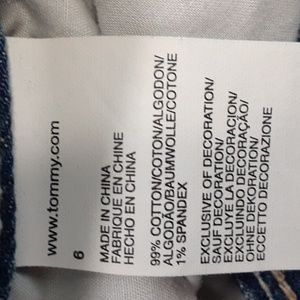 www.tommy.com
6
MADE IN CHINA
FABRIQUE EN CHINE
HECHO EN CHINA
99% COTTON/COTON/ALGODON/
ALGODÃO/BAUMWOLLE/COTONE
1% SPANDEX
EXCLUSIVE OF DECORATION/
SAUF DECORATION/
EXCLUYE LA DECORACION/
EXCLUINDO DECORAÇÃO/
OHNE DEKORATION/
ECCETTO DECORAZIONE